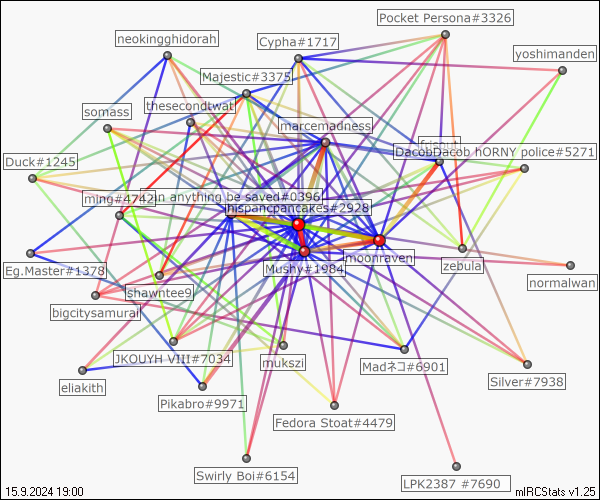 Pocket Persona#3326
neokingghidorah
Cypha#1717
yoshimanden
Majestic#3375
thesecondtwat
somass
marcemadness
DacobDacob hORNY police#5271
Duck#1245
ming#4742
in anything be saved#0396
hispancpancakes#2928
moonraven
Mushy#1984
zebula
Eg.Master#1378
normalwan
shawntee9
bigcitysamurai
JKOUYH VIII#7034
mukszi
Madネコ#6901
eliakith
Silver#7938
Pikabro#9971
Fedora Stoat#4479
Swirly Boi#6154
LPK2387 #7690
15.9.2024 19:00
mIRCStats v1.25